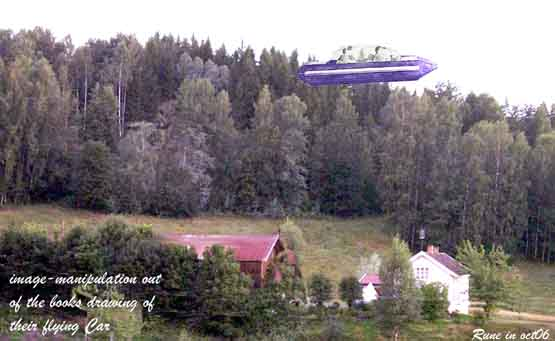 image-manipulation out
of the books drawing of
their flying Car
Rune in oct06